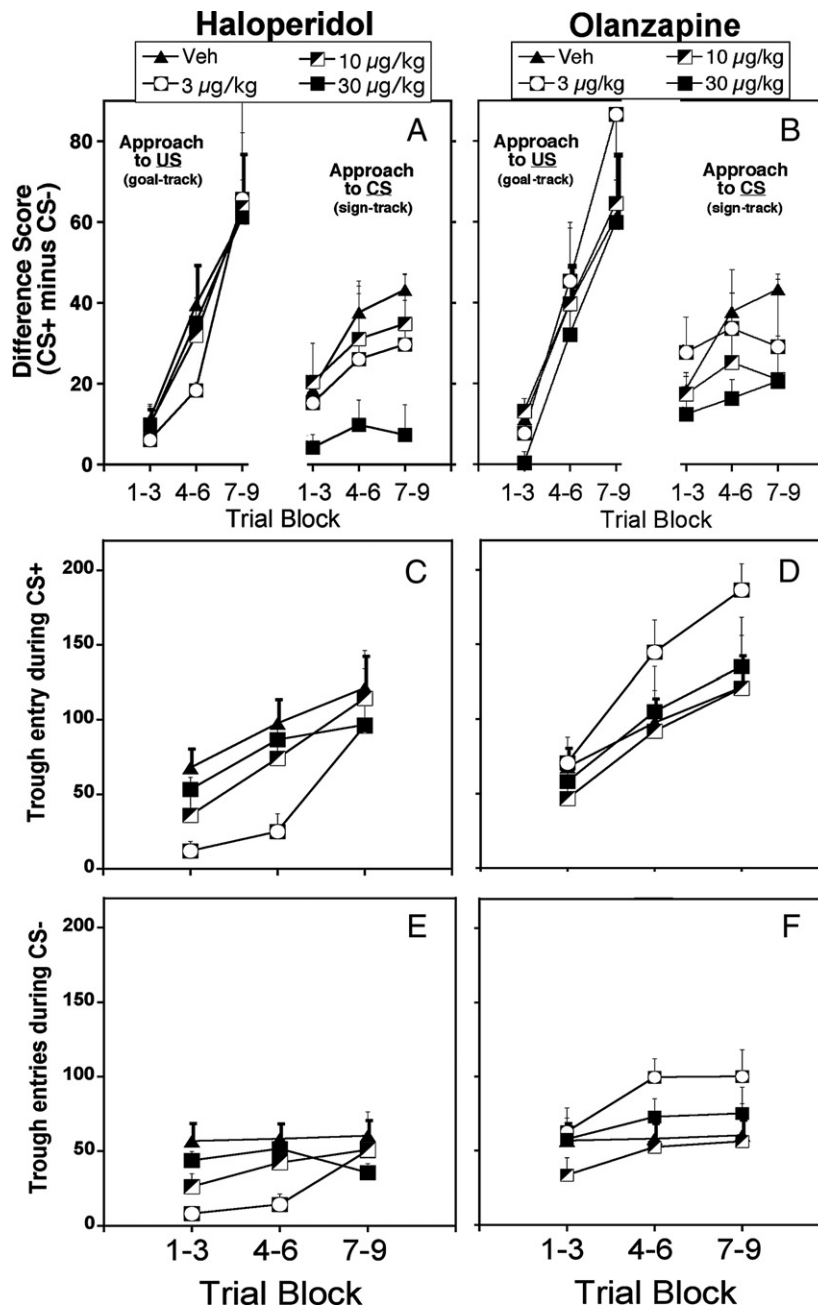 Haloperidol
Olanzapine
Veh
10 µg/kg
3 µg/kg
30 µg/kg
Veh
10 µg/kg
3 µg/kg
30 µg/kg
A
Approach
to US
(goal-track)
Approach
to CS
(sign-track)
B
Approach
to US
(goal-track)
Approach
to CS
(sign-track)
Difference Score
(CS+ minus CS-)
80
60
40
20
0
1-3 4-6 7-9
1-3 4-6 7-9
Trial Block
1-3 4-6 7-9
1-3 4-6 7-9
Trial Block
C
D
Trough entry during CS+
200
150
100
50
0
E
F
Trough entries during CS-
200
150
100
50
0
1-3 4-6 7-9
Trial Block
1-3 4-6 7-9
Trial Block